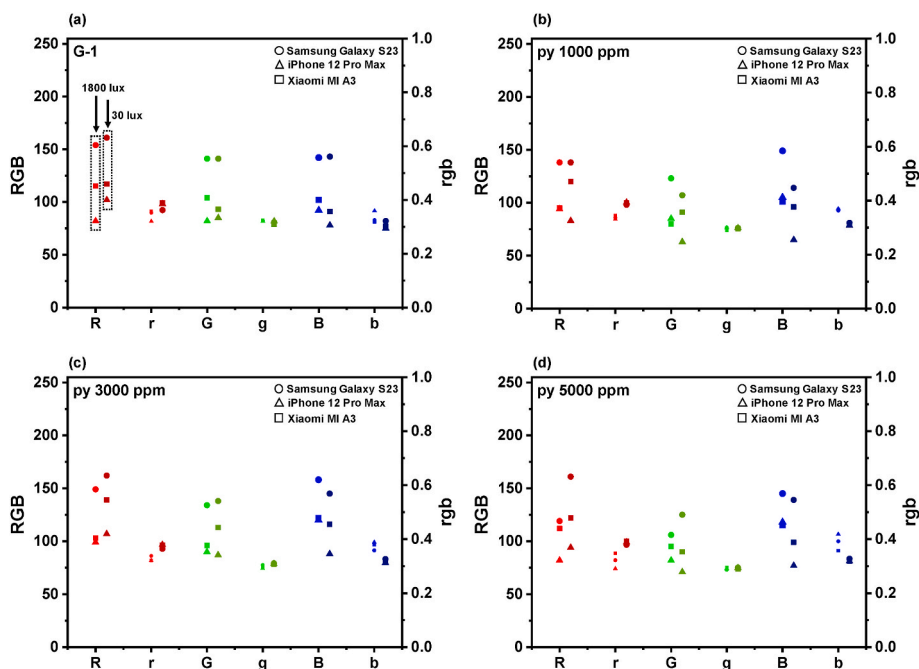 (a)
G-1
Samsung Galaxy S23
iPhone 12 Pro Max
Xiaomi MI A3
1800 lux
30 lux
250
200
150
100
50
0
RGB
1.0
0.8
0.6
0.4
0.2
0.0
rgb
R r G g B b
(b)
py 1000 ppm
Samsung Galaxy S23
iPhone 12 Pro Max
Xiaomi MI A3
250
200
150
100
50
0
RGB
1.0
0.8
0.6
0.4
0.2
0.0
rgb
R r G g B b
(c)
py 3000 ppm
Samsung Galaxy S23
iPhone 12 Pro Max
Xiaomi MI A3
250
200
150
100
50
0
RGB
1.0
0.8
0.6
0.4
0.2
0.0
rgb
R r G g B b
(d)
py 5000 ppm
Samsung Galaxy S23
iPhone 12 Pro Max
Xiaomi MI A3
250
200
150
100
50
0
RGB
1.0
0.8
0.6
0.4
0.2
0.0
rgb
R r G g B b